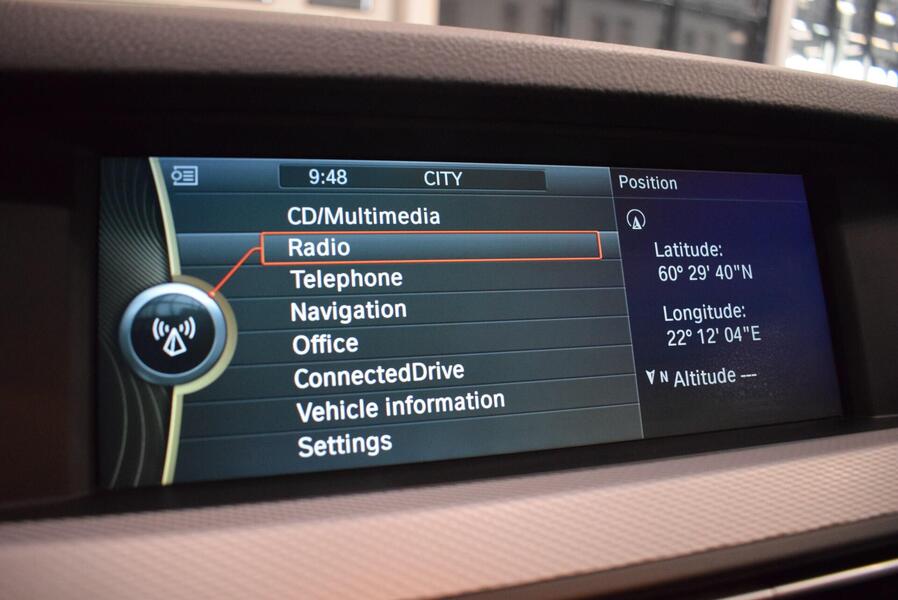 9:48 CITY
CD/Multimedia
Radio
Telephone
Navigation
Office
ConnectedDrive
Vehicle information
Settings
Position
Latitude:
60° 29' 40"N
Longitude:
22° 12' 04"E
N Altitude ---